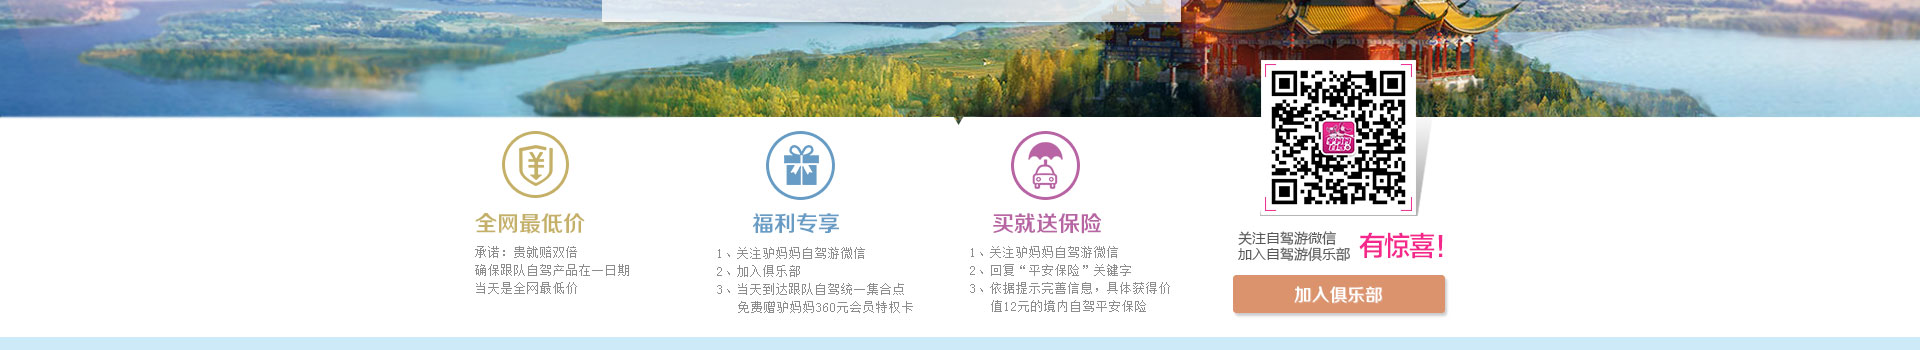 全网最低价
承诺：贵就赔双倍
确保跟队自驾产品在一日期
当天是全网最低价
福利专享
1、关注驴妈妈自驾游微信
2、加入俱乐部
3、当天到达跟队自驾统一集合点
免费赠驴妈妈360元会员特权卡
买就送保险
1、关注驴妈妈自驾游微信
2、回复“平安保险”关键字
3、依据提示完善信息，具体获得价
值12元的境内自驾平安保险
关注自驾游微信
加入自驾游俱乐部
有惊喜！
加入俱乐部